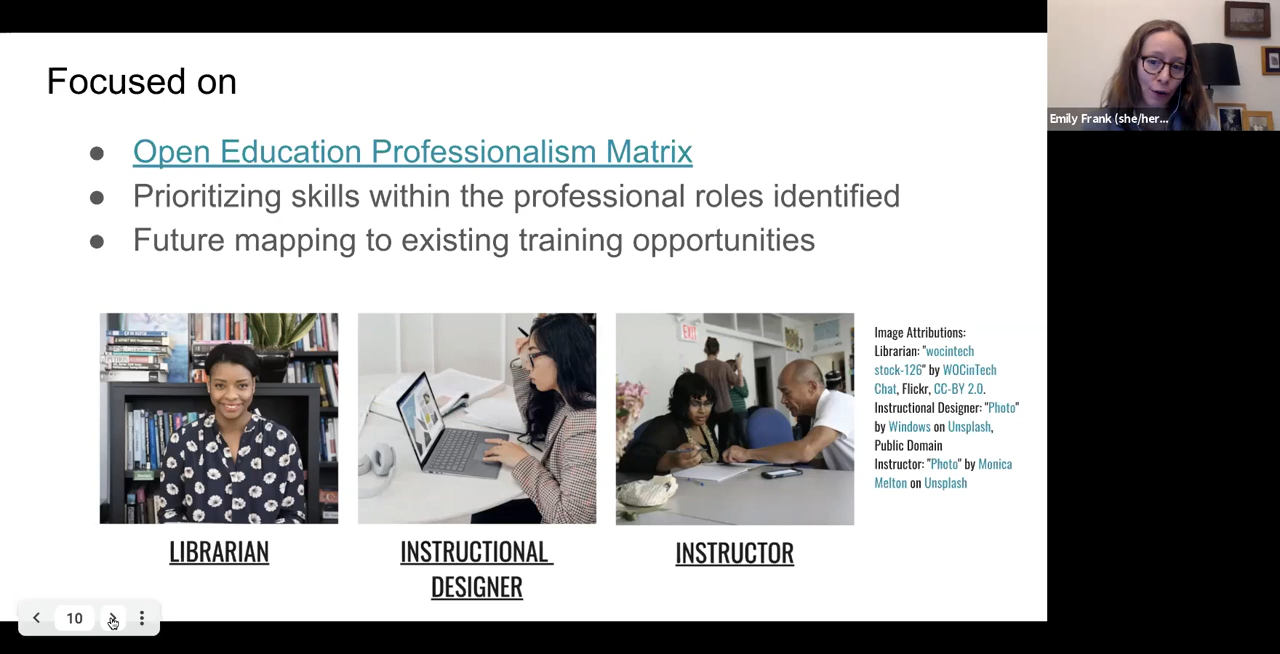 Focused on
● Open Education Professionalism Matrix
● Prioritizing skills within the professional roles identified
● Future mapping to existing training opportunities
EXIT
Image Attributions:
Librarian: "wocintech
stock-126" by WOCinTech
Chat, Flickr, CC-BY 2.0.
Instructional Designer: "Photo"
by Windows on Unsplash,
Public Domain
Instructor: "Photo" by Monica
Melton on Unsplash
LIBRARIAN
INSTRUCTIONAL
DESIGNER
INSTRUCTOR
10
Emily Frank (she/her...